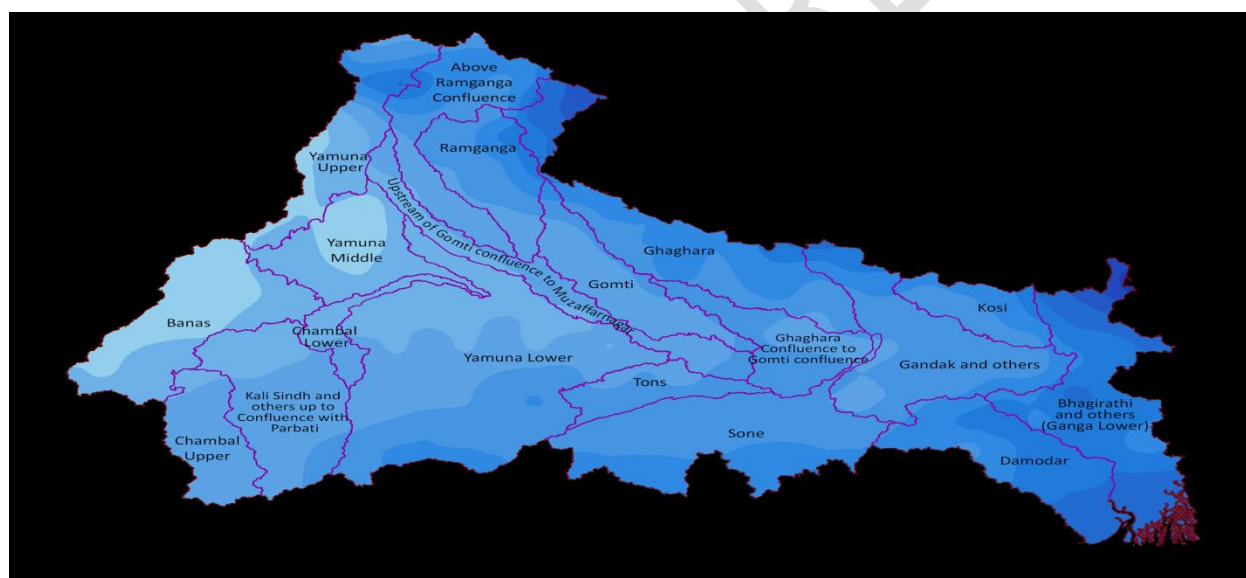 Above
Ramganga
Confluence
Ramganga
Yamuna
Upper
Upstream of Gomti confluence to Muzaffarnagar
Yamuna
Middle
Ghaghara
Gomti
Kosi
Banas
Chambal
Lower
Yamuna Lower
Ghaghara
Confluence to
Gomti confluence
Gandak and others
Tons
Kali Sindh and
others up to
Confluence with
Parbati
Bhagirathi
and others
(Ganga Lower)
Chambal
Upper
Sone
Damodar